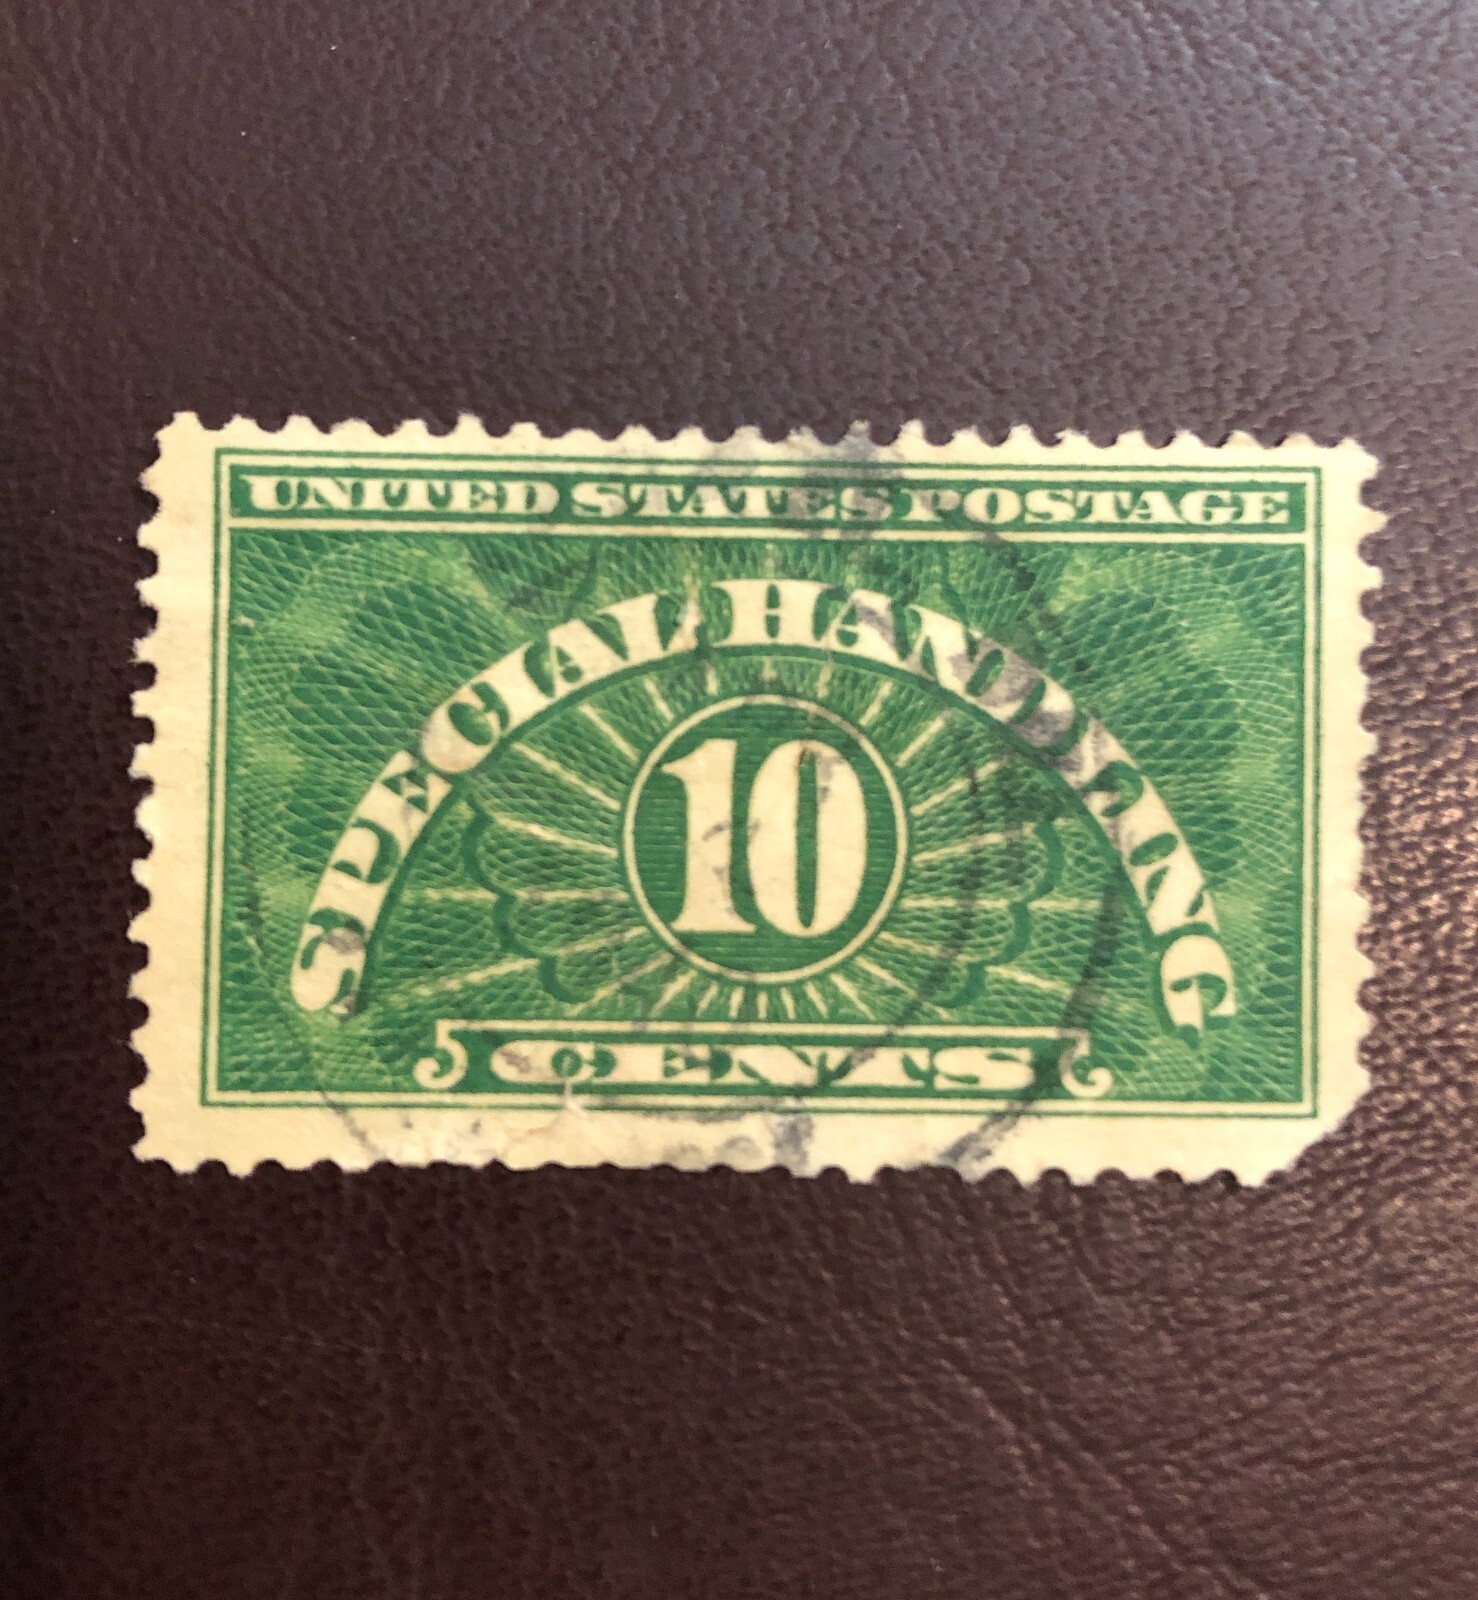 UNITED STATES POSTAGE
SPECIAL HANDLING
10
CENTS